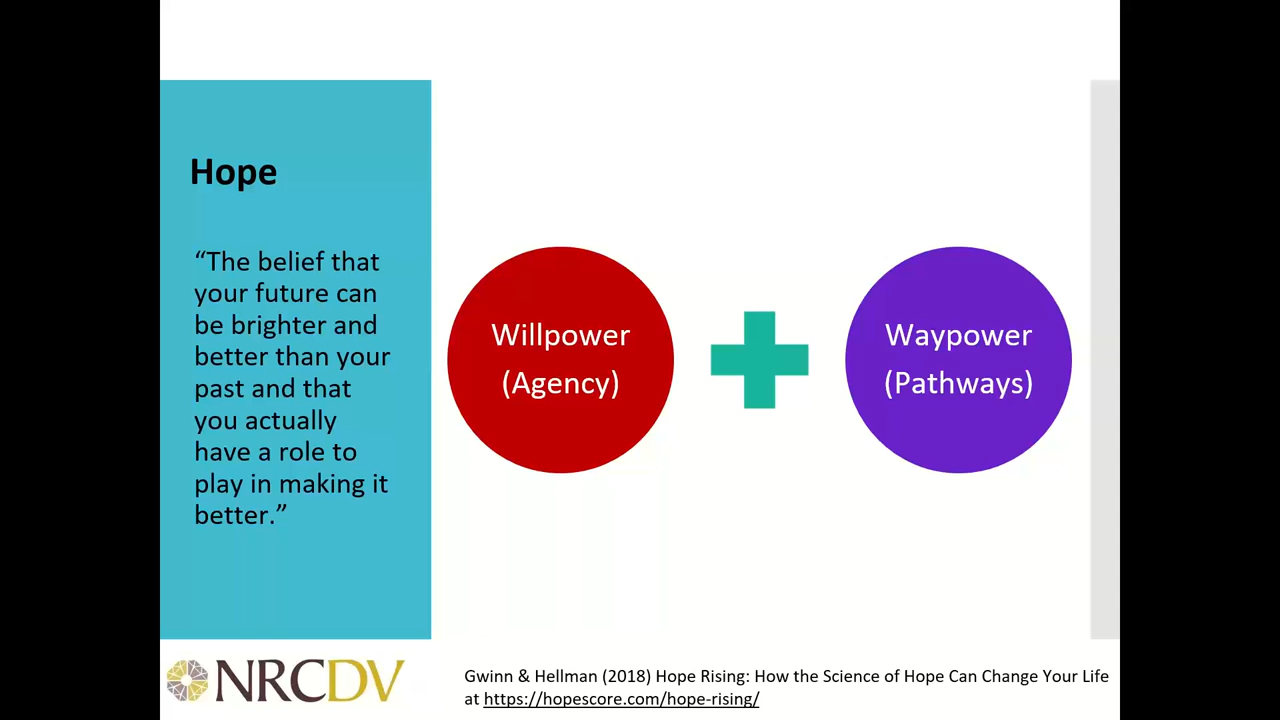 Hope
“The belief that
your future can
be brighter and
better than your
past and that
you actually
have a role to
play in making it
better.”
Willpower
(Agency)
Waypower
(Pathways)
NRCDV
Gwinn & Hellman (2018) Hope Rising: How the Science of Hope Can Change Your Life
at https://hopescore.com/hope-rising/